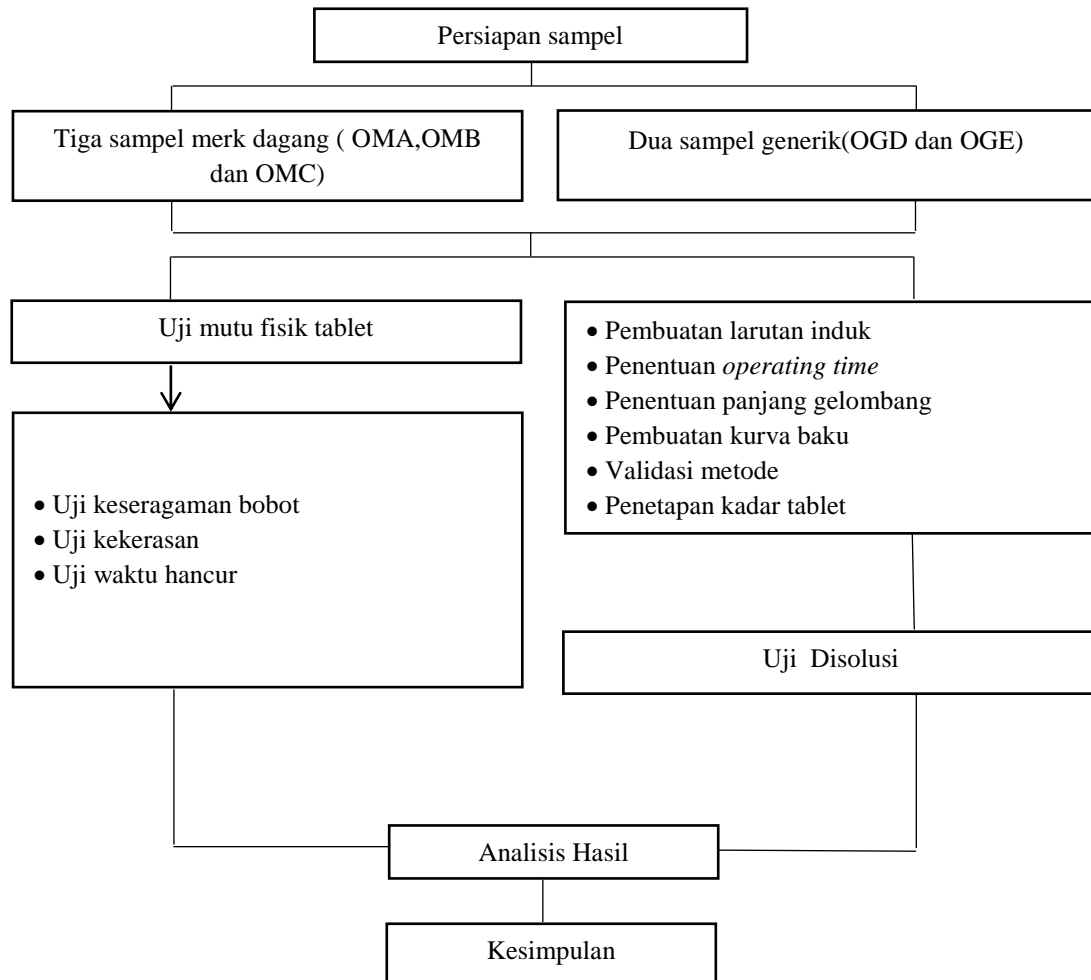 Persiapan sampel
Tiga sampel merk dagang ( OMA,OMB
dan OMC)
Dua sampel generik(OGD dan OGE)
Uji mutu fisik tablet
• Uji keseragaman bobot
• Uji kekerasan
• Uji waktu hancur
• Pembuatan larutan induk
• Penentuan operating time
• Penentuan panjang gelombang
• Pembuatan kurva baku
• Validasi metode
• Penetapan kadar tablet
Uji  Disolusi
Analisis Hasil
Kesimpulan